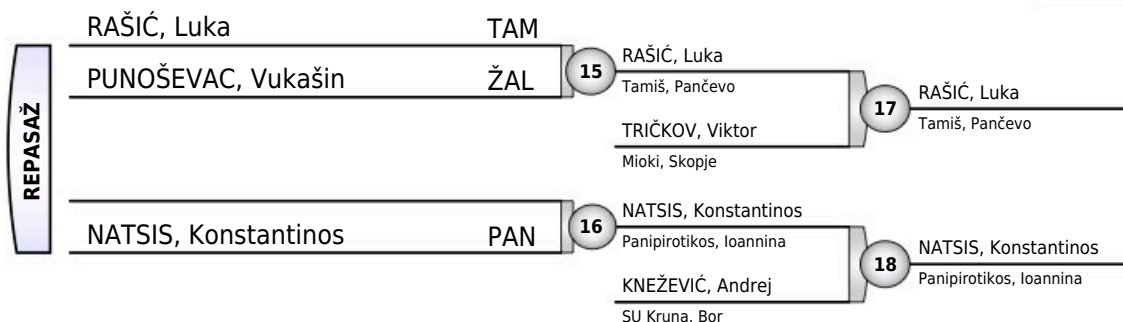 REPASAŽ
RAŠIĆ, Luka TAM
PUNOŠEVAC, Vukašin ŽAL
15
RAŠIĆ, Luka
Tamiš, Pančevo
TRIČKOV, Viktor
Mioki, Skopje
17
RAŠIĆ, Luka
Tamiš, Pančevo
NATSIS, Konstantinos PAN
16
NATSIS, Konstantinos
Panipirotikos, Ioannina
KNEŽEVIĆ, Andrej
SU Kruna, Bor
18
NATSIS, Konstantinos
Panipirotikos, Ioannina